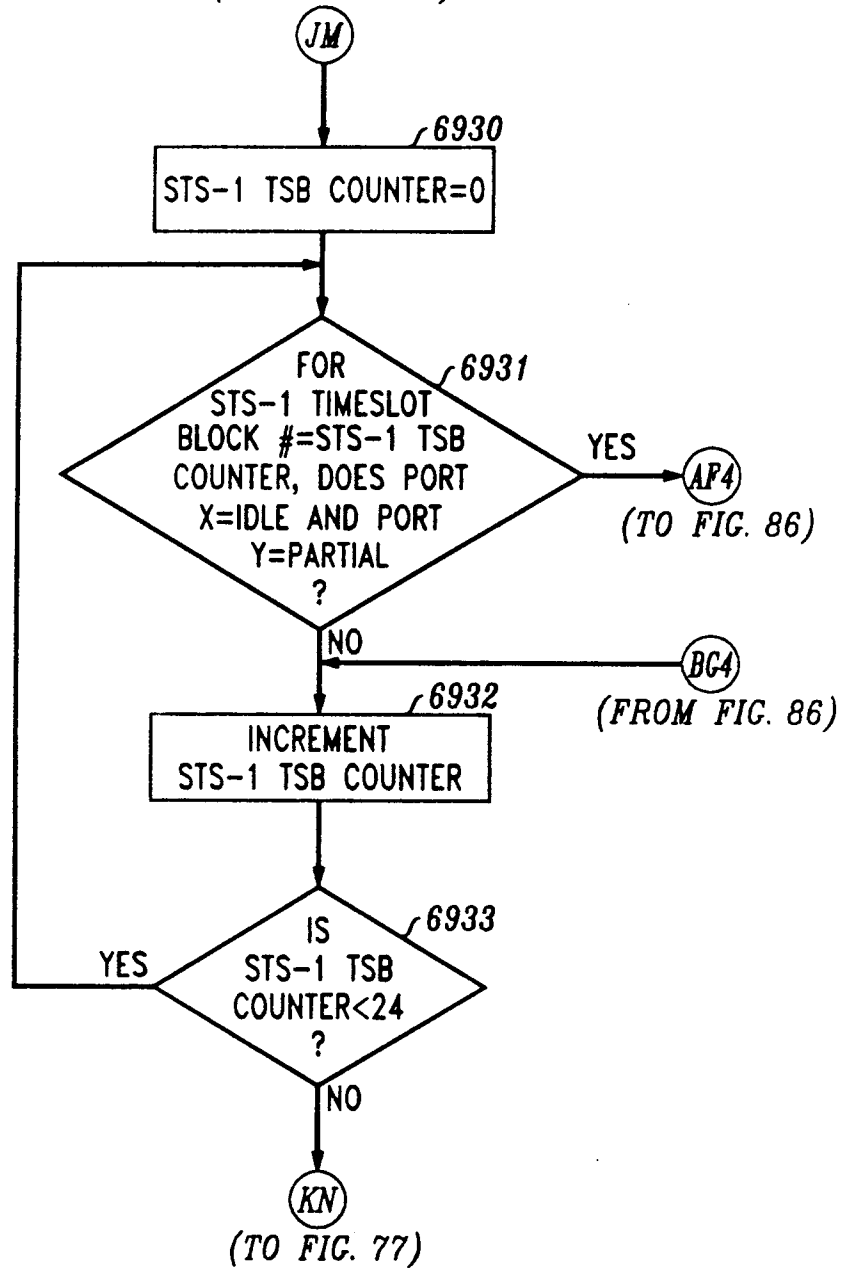 JM
6930
STS-1 TSB COUNTER=0
FOR
6931
STS-1 TIMESLOT
BLOCK #=STS-1 TSB
COUNTER, DOES PORT
X=IDLE AND PORT
Y=PARTIAL
?
YES
AF4
(TO FIG. 86)
NO
BG4
(FROM FIG. 86)
6932
INCREMENT
STS-1 TSB COUNTER
6933
IS
STS-1 TSB
COUNTER<24
?
YES
NO
KN
(TO FIG. 77)